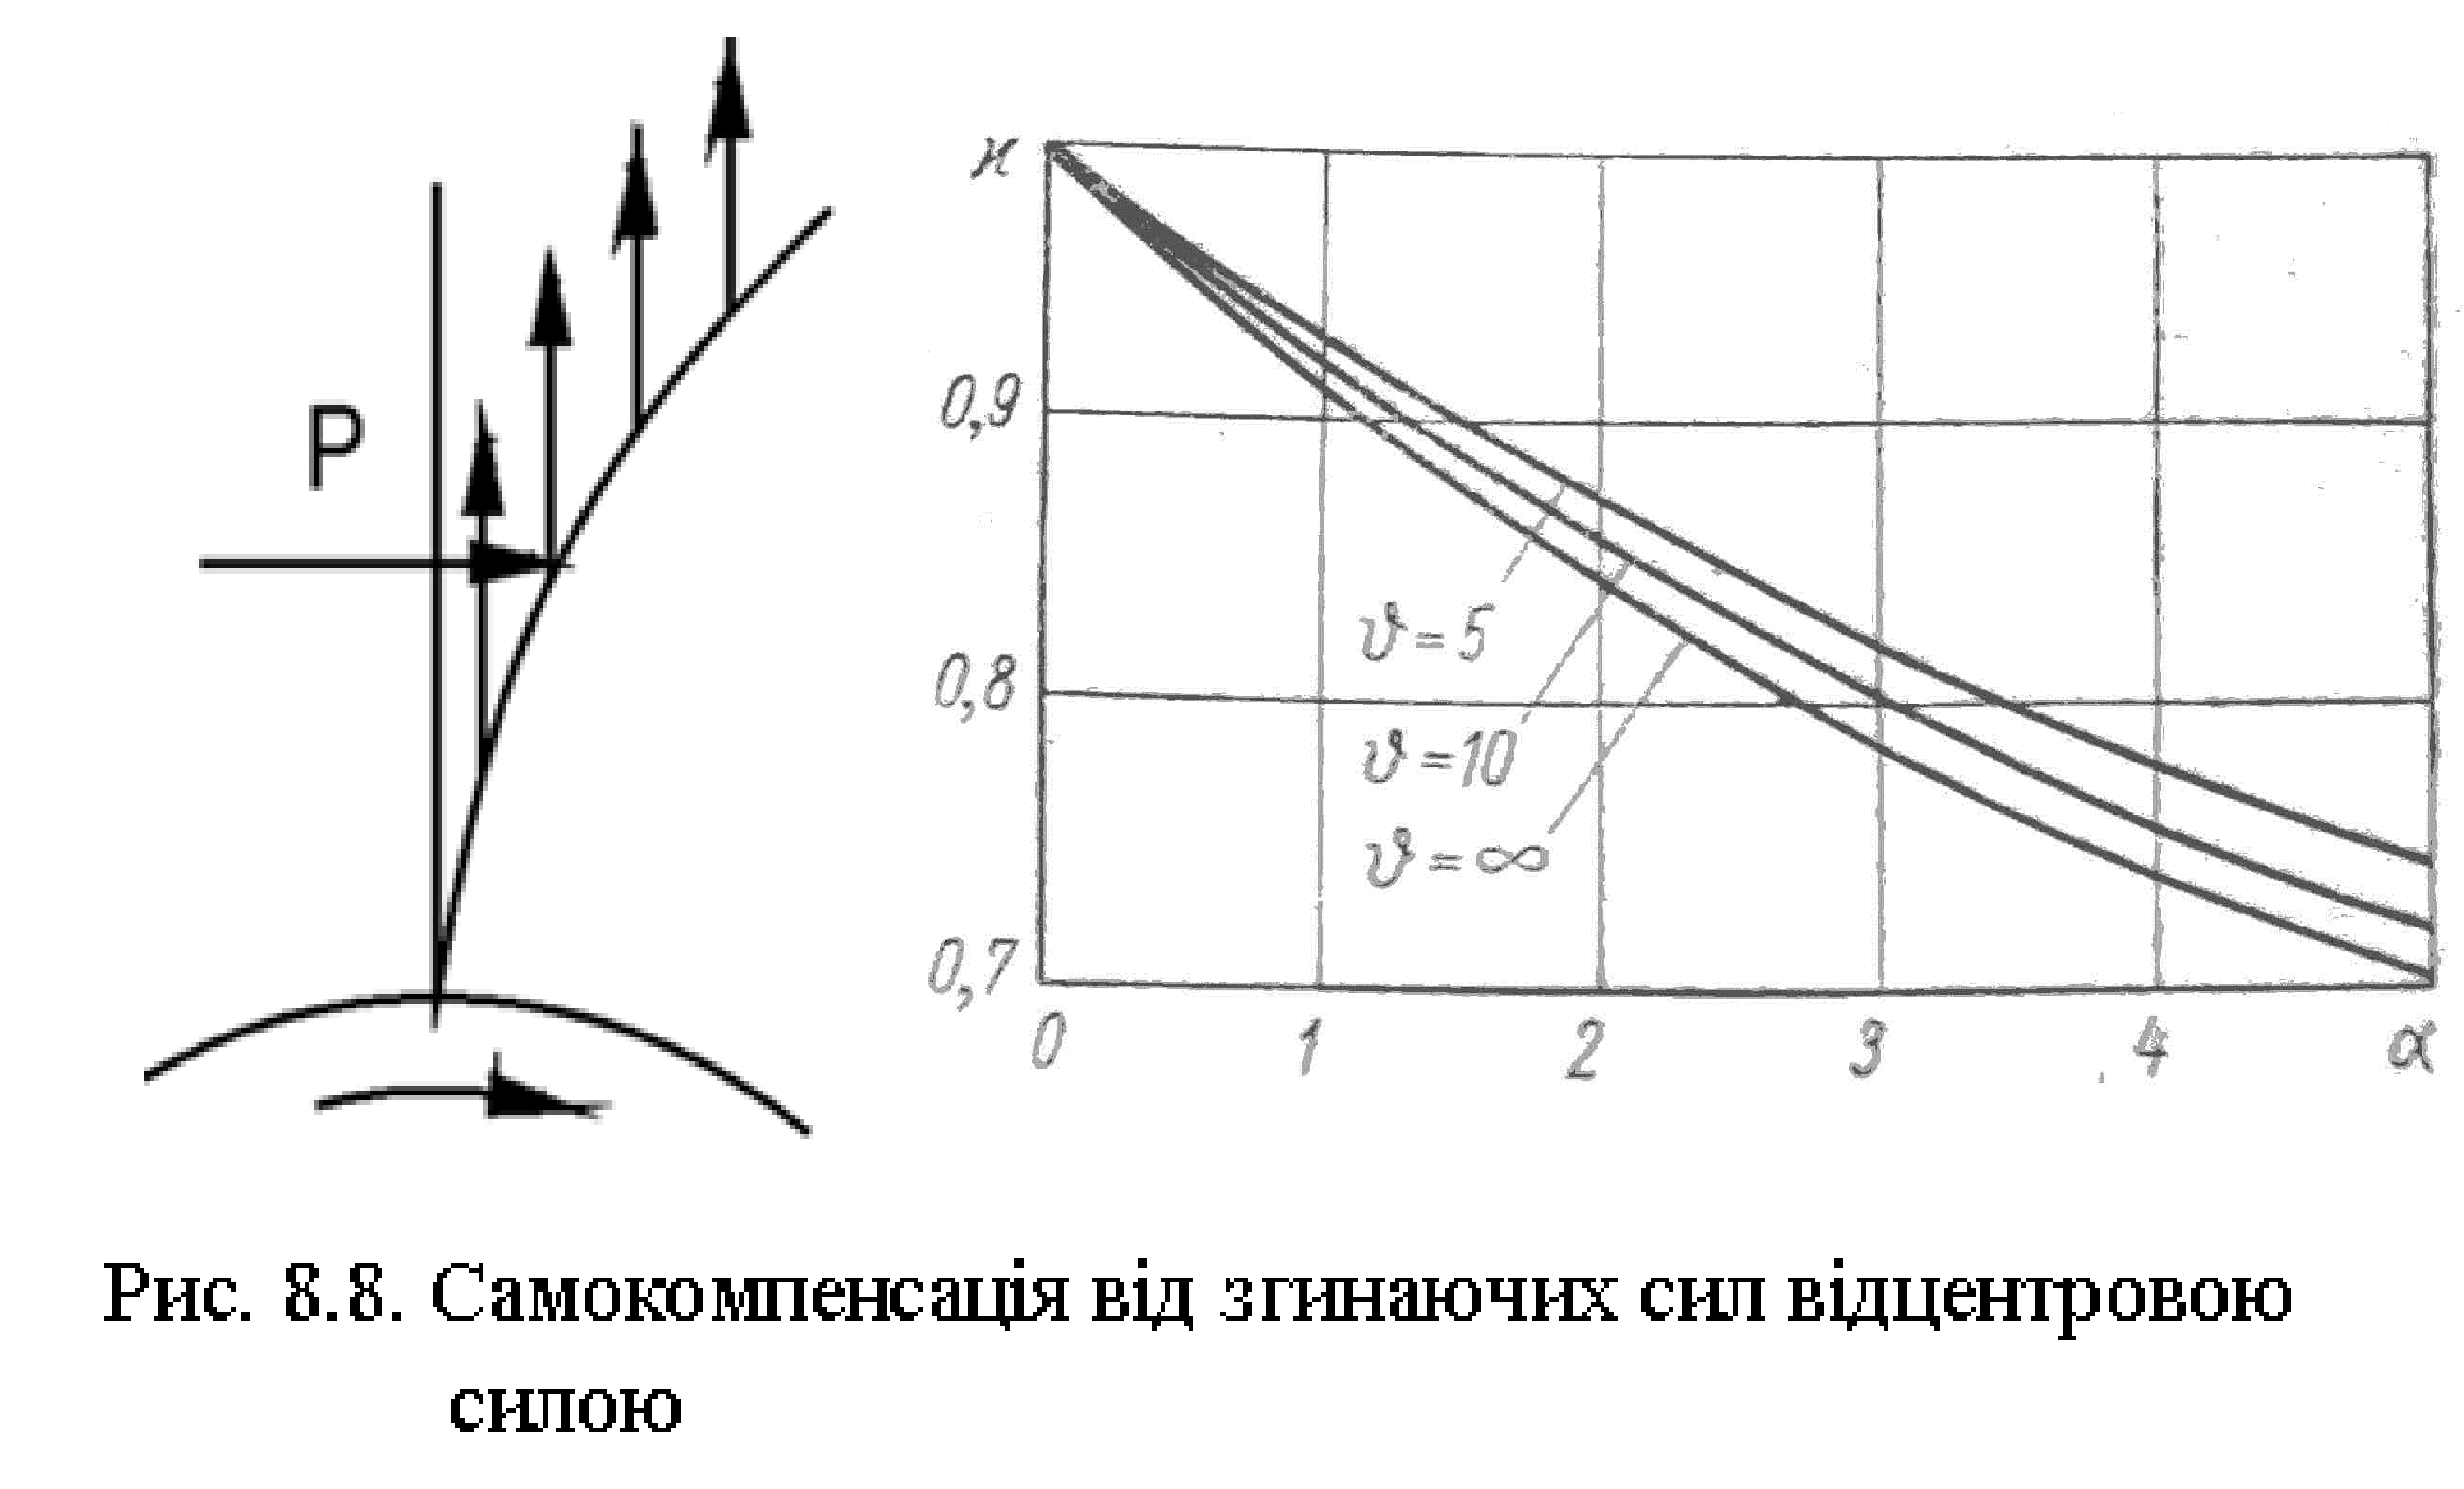 P
ϰ
0,9
0,8
0,7
ϑ = 5
ϑ = 10
ϑ = ∞
0 1 2 3 4 α
Рис. 8.8. Самокомпенсація від згинаючих сил відцентровою
силою